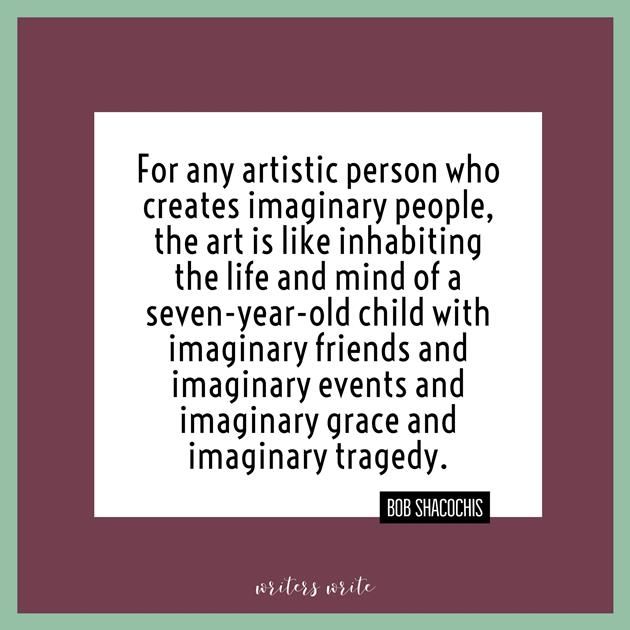 For any artistic person who
creates imaginary people,
the art is like inhabiting
the life and mind of a
seven-year-old child with
imaginary friends and
imaginary events and
imaginary grace and
imaginary tragedy.
BOB SHACOCHIS
writers write